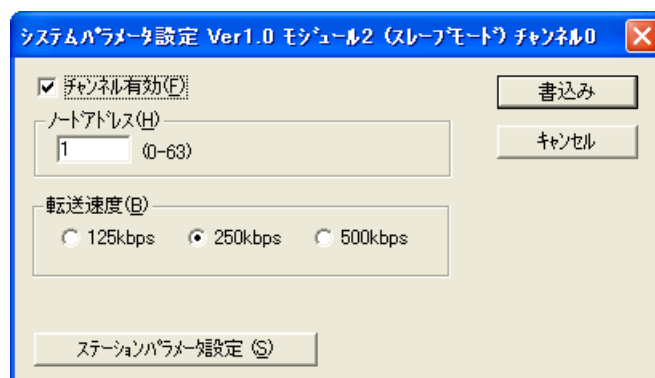 システムパラメータ設定 Ver1.0 モジュール2 (スレーブモード) チャンネル0
チャンネル有効(F)
書込み
ノードアドレス(H)
1 (0-63)
キャンセル
転送速度(B)
125kbps 250kbps 500kbps
ステーションパラメータ設定 (S)